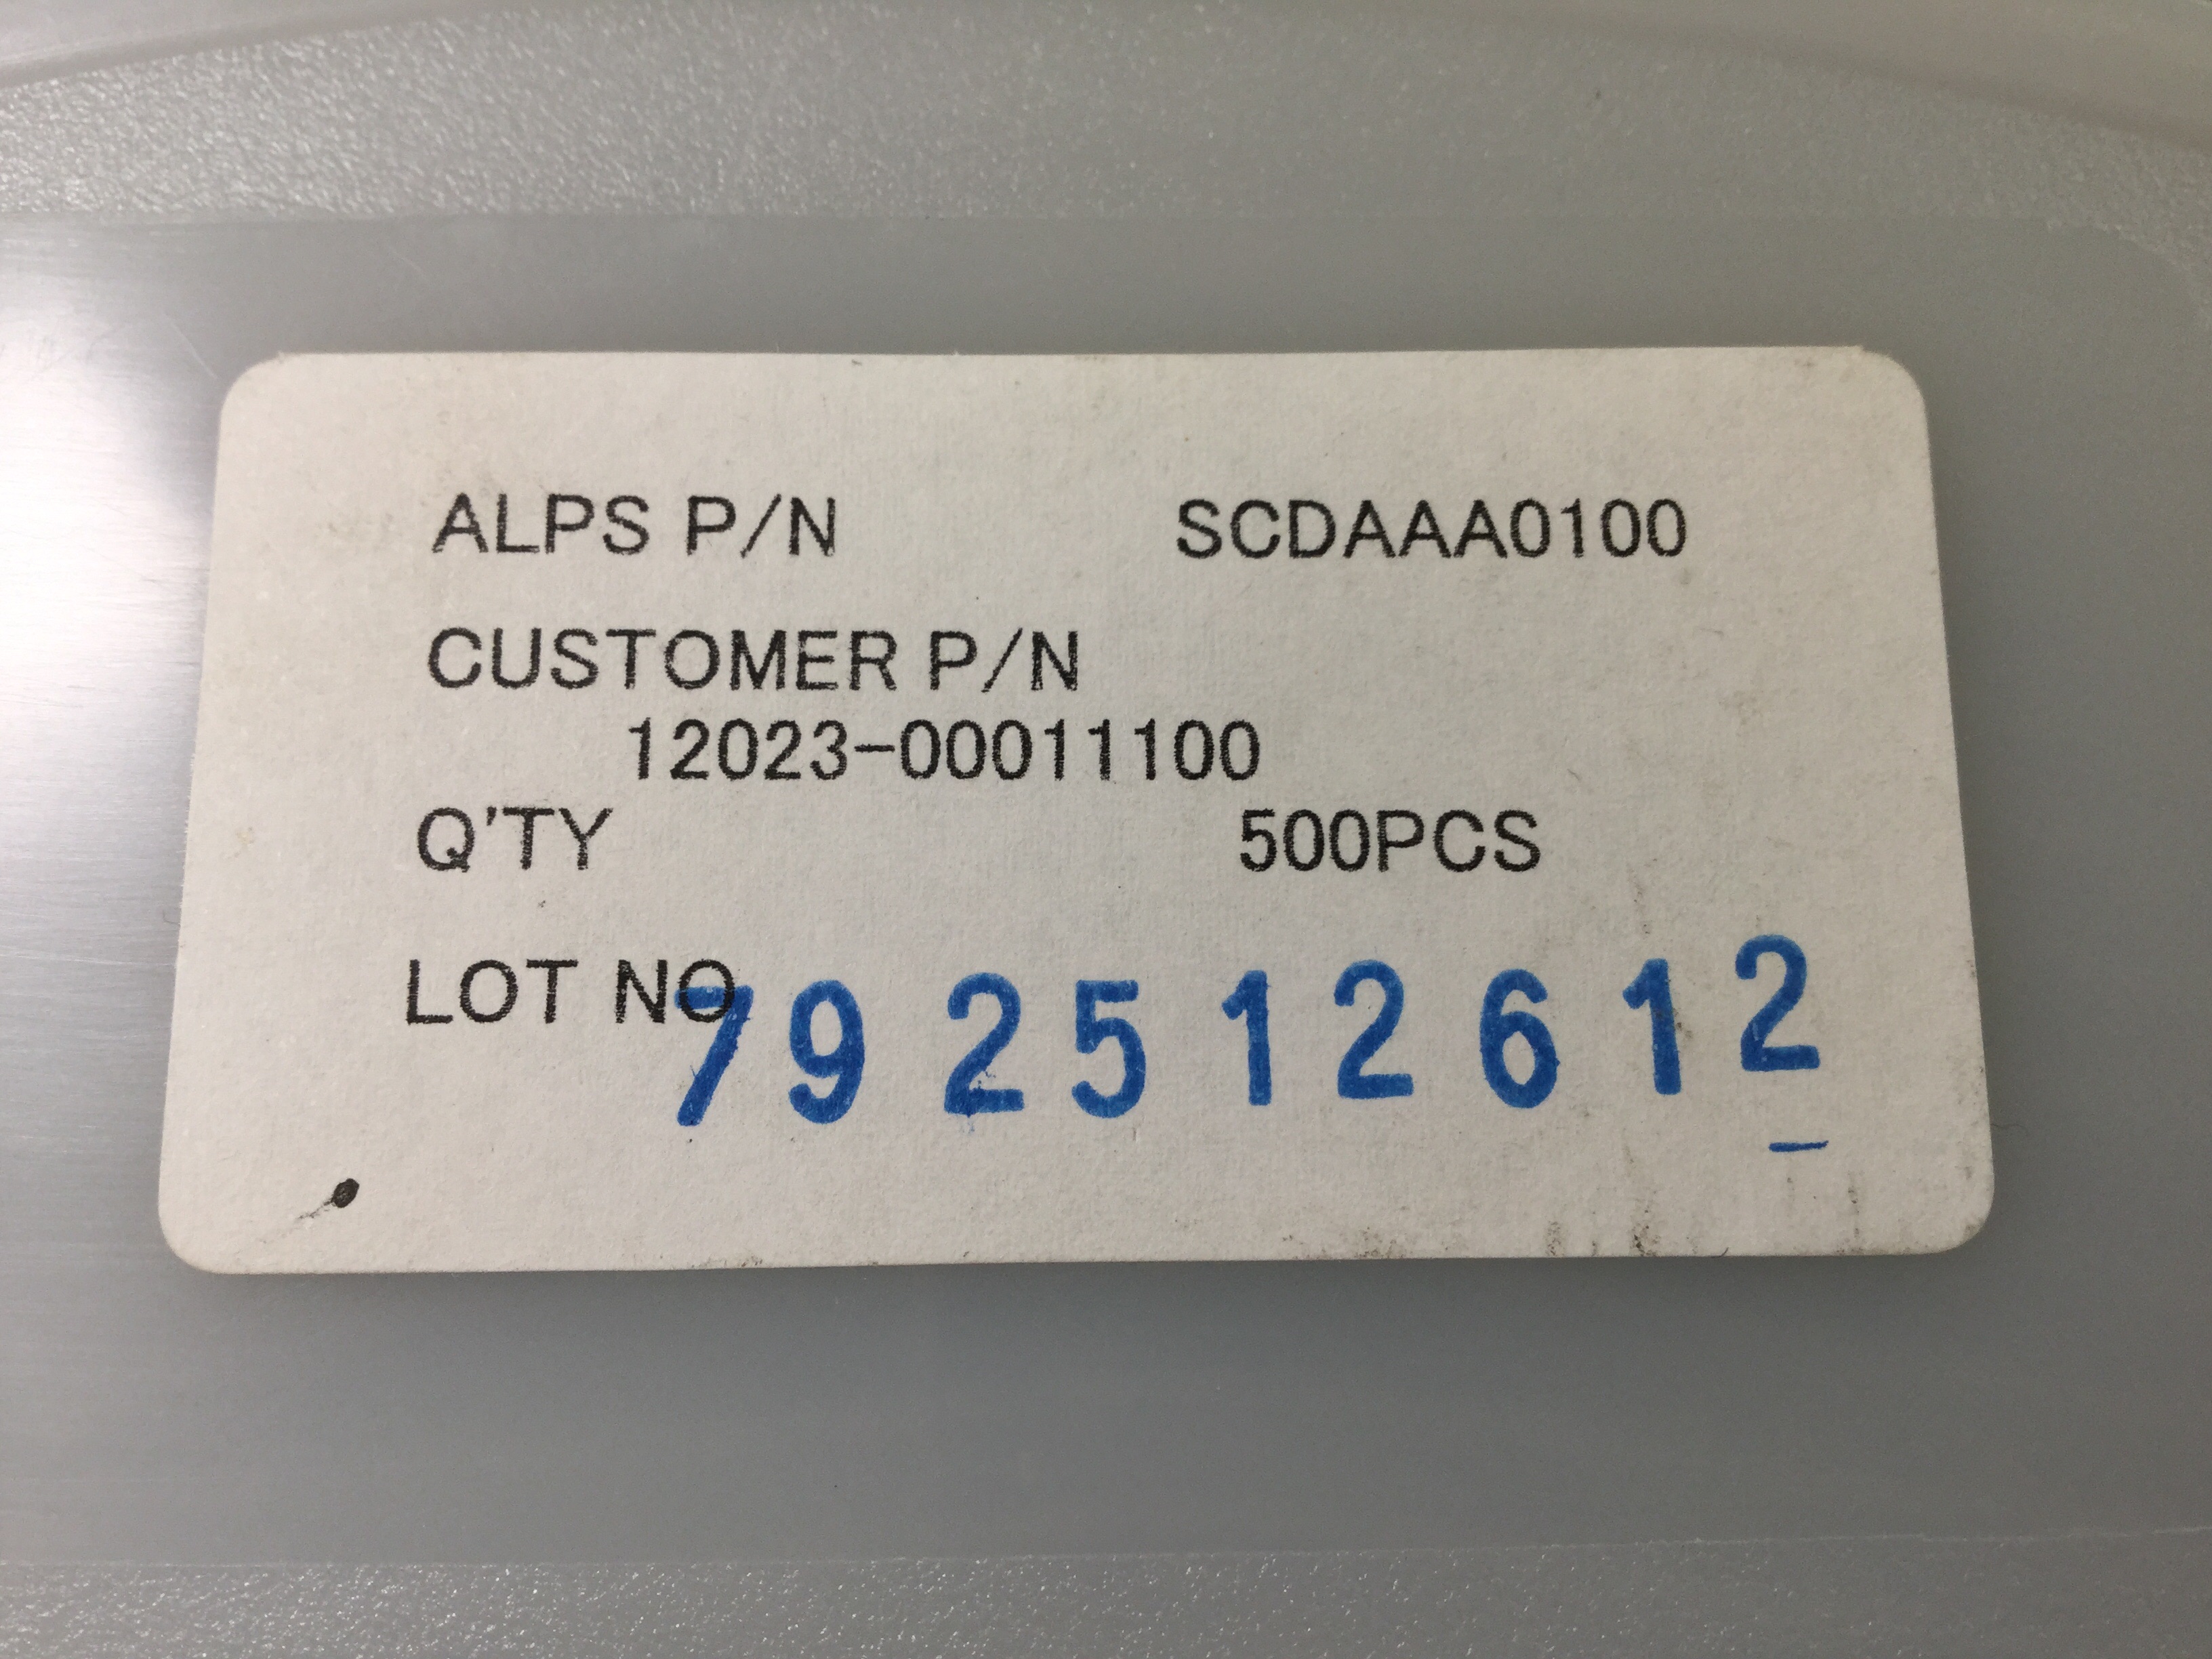 ALPS P/N SCDAAA0100
CUSTOMER P/N
12023-00011100
Q'TY 500PCS
LOT NO 792512612